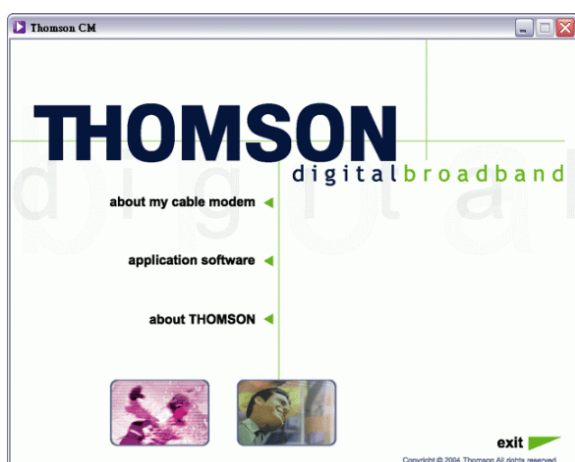 Thomson CM
THOMSON
digitalbroadband
digital
about my cable modem
application software
about THOMSON
exit
Copyright © 2004 Thomson All rights reserved.